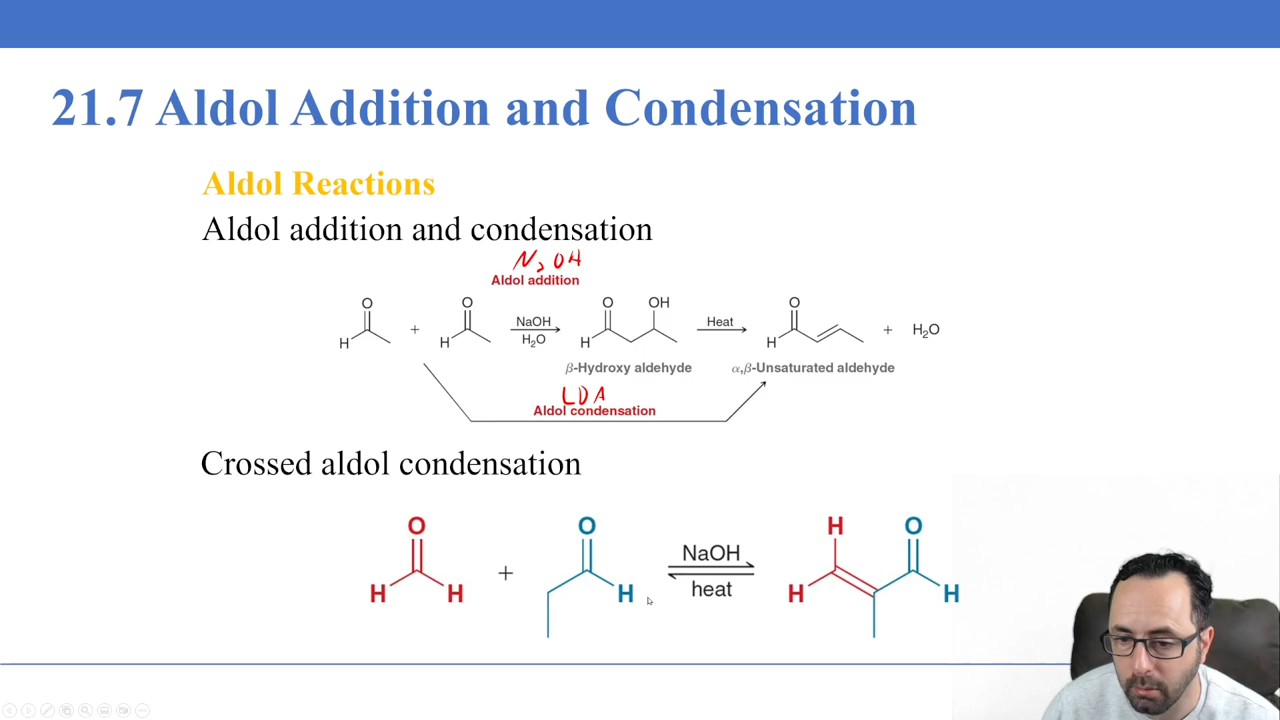 21.7 Aldol Addition and Condensation
Aldol Reactions
Aldol addition and condensation
NaOH
Aldol addition
O O O OH O
H + H NaOH H2O H Heat H + H₂O
β-Hydroxy aldehyde α,β-Unsaturated aldehyde
LDA
Aldol condensation
Crossed aldol condensation
O O H O
H H + H NaOH heat H H